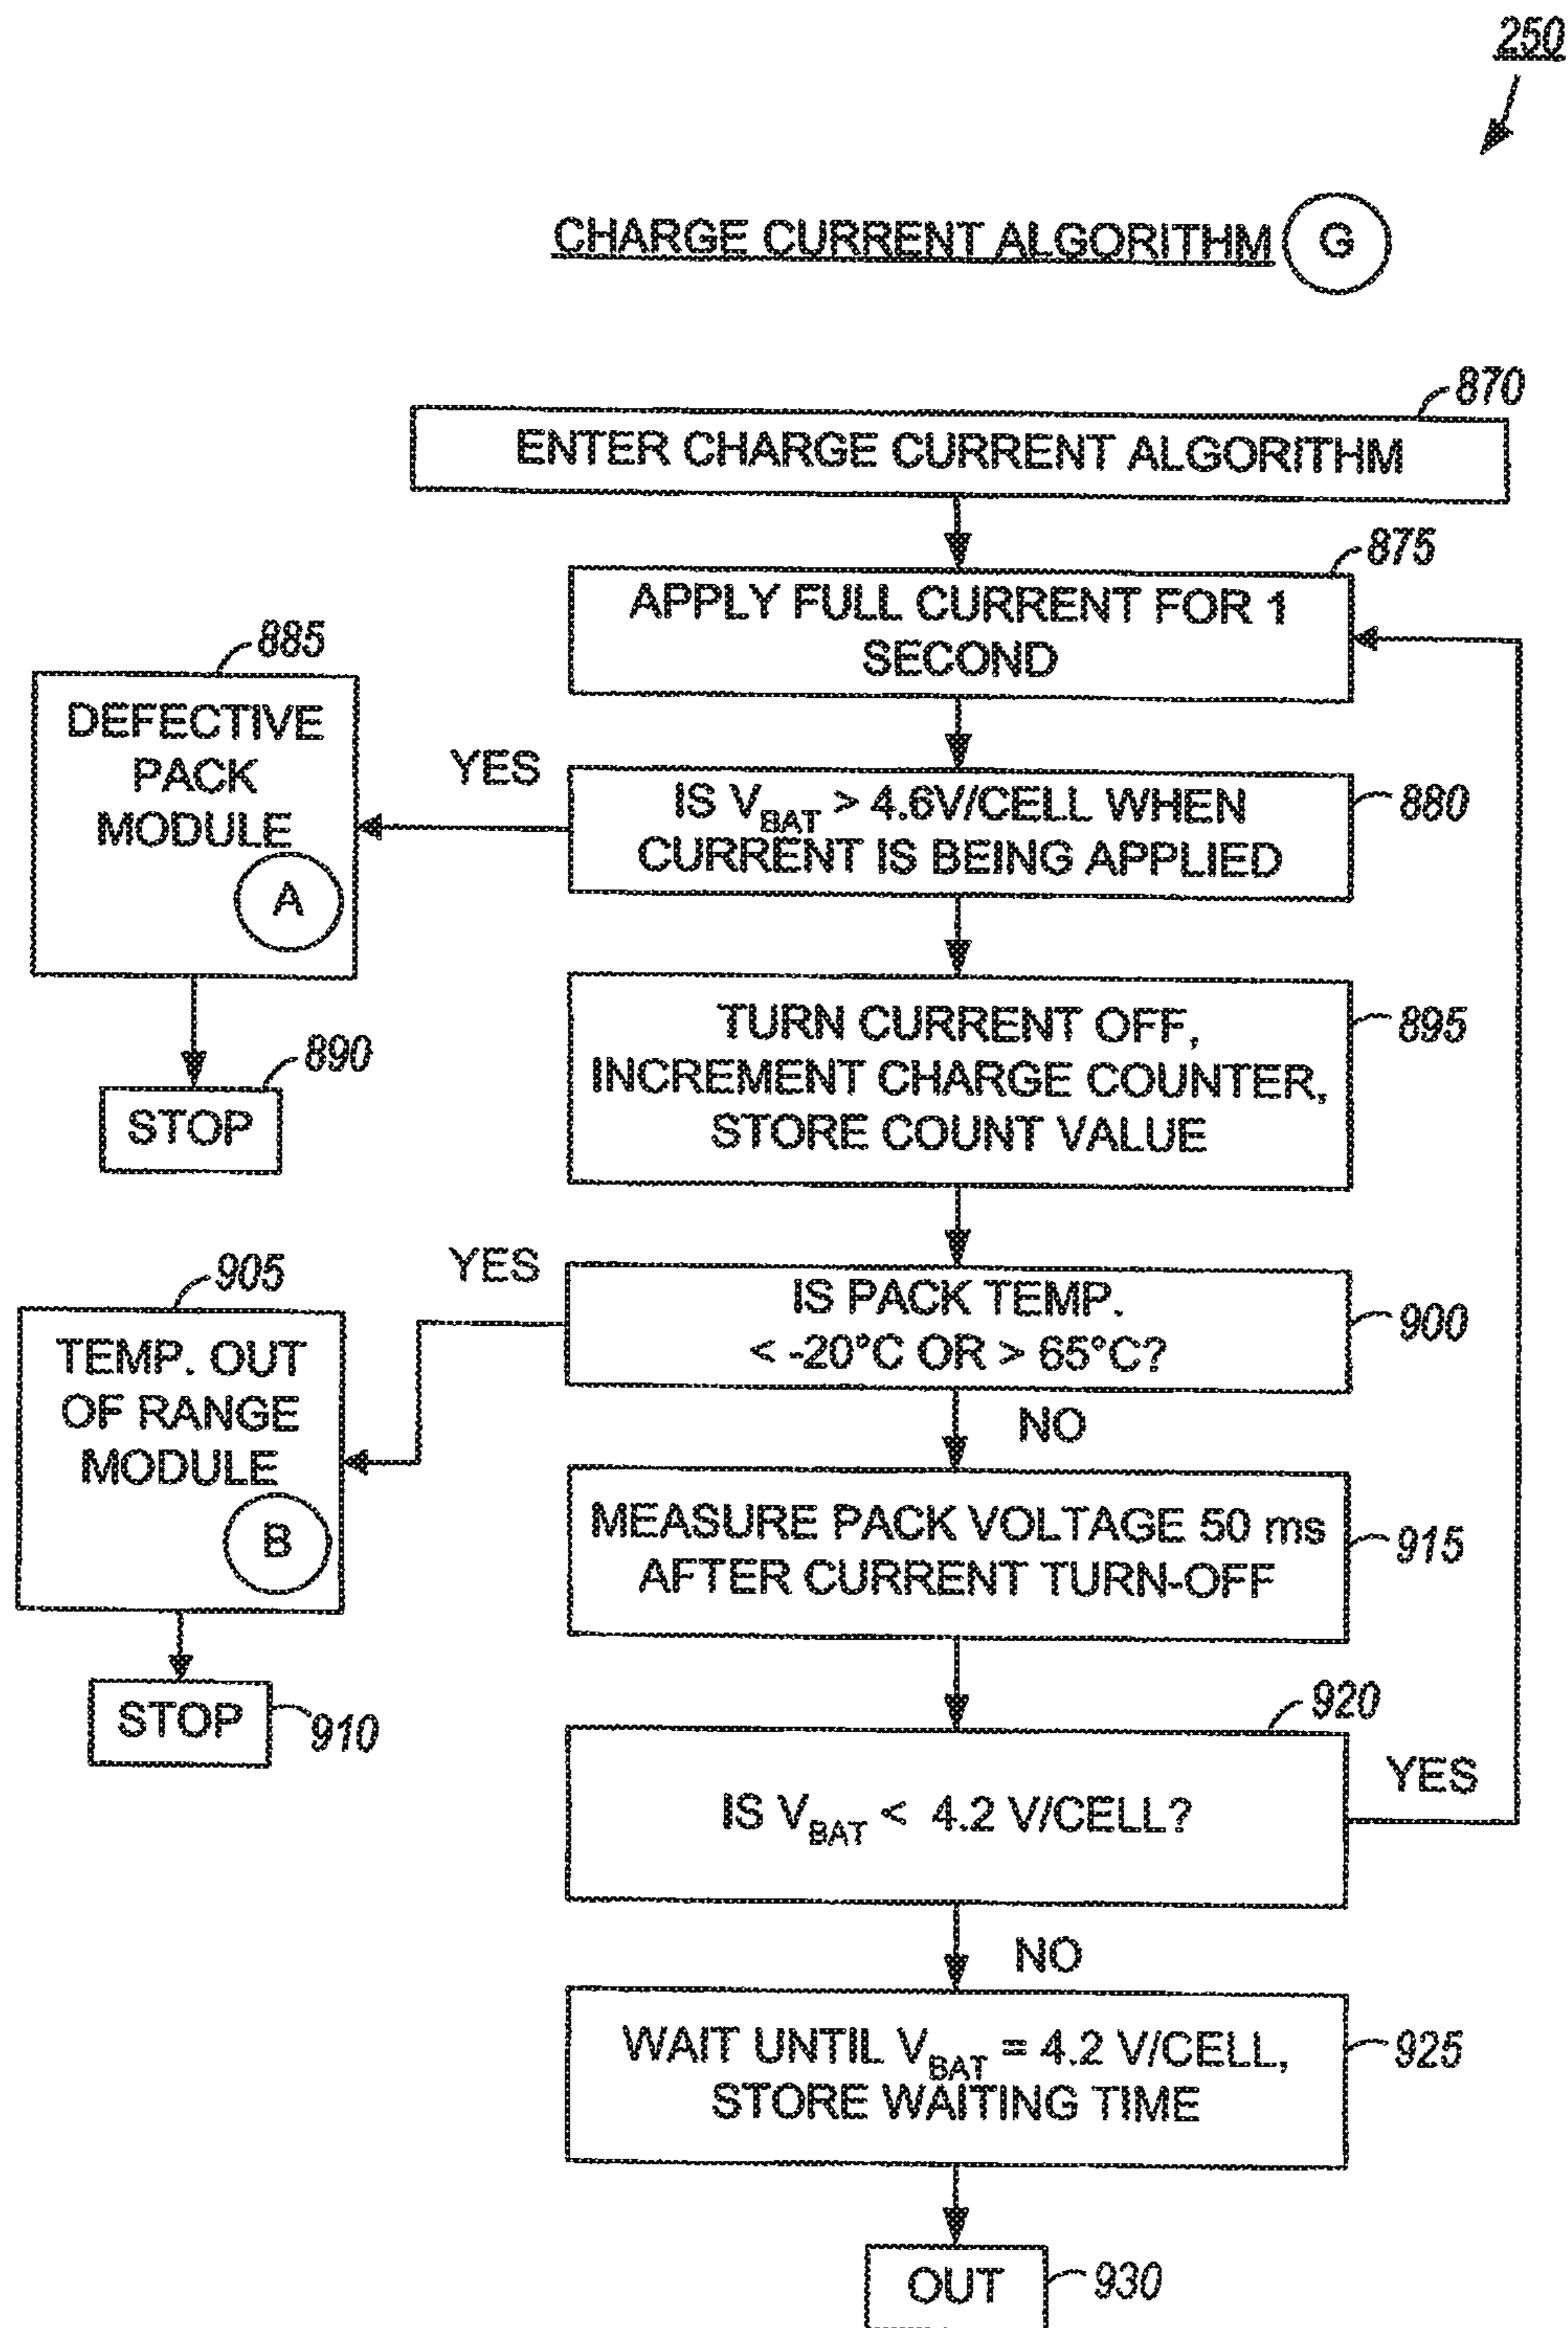 250
CHARGE CURRENT ALGORITHM G
870
ENTER CHARGE CURRENT ALGORITHM
875
APPLY FULL CURRENT FOR 1
SECOND
885
DEFECTIVE
PACK
MODULE
A
YES
IS VBAT > 4.6V/CELL WHEN
CURRENT IS BEING APPLIED
880
890
STOP
TURN CURRENT OFF,
INCREMENT CHARGE COUNTER,
STORE COUNT VALUE
895
905
TEMP. OUT
OF RANGE
MODULE
B
YES
IS PACK TEMP.
< -20°C OR > 65°C?
900
NO
MEASURE PACK VOLTAGE 50 ms
AFTER CURRENT TURN-OFF
915
STOP
910
920
IS VBAT < 4.2 V/CELL?
YES
NO
WAIT UNTIL VBAT = 4.2 V/CELL,
STORE WAITING TIME
925
OUT
930